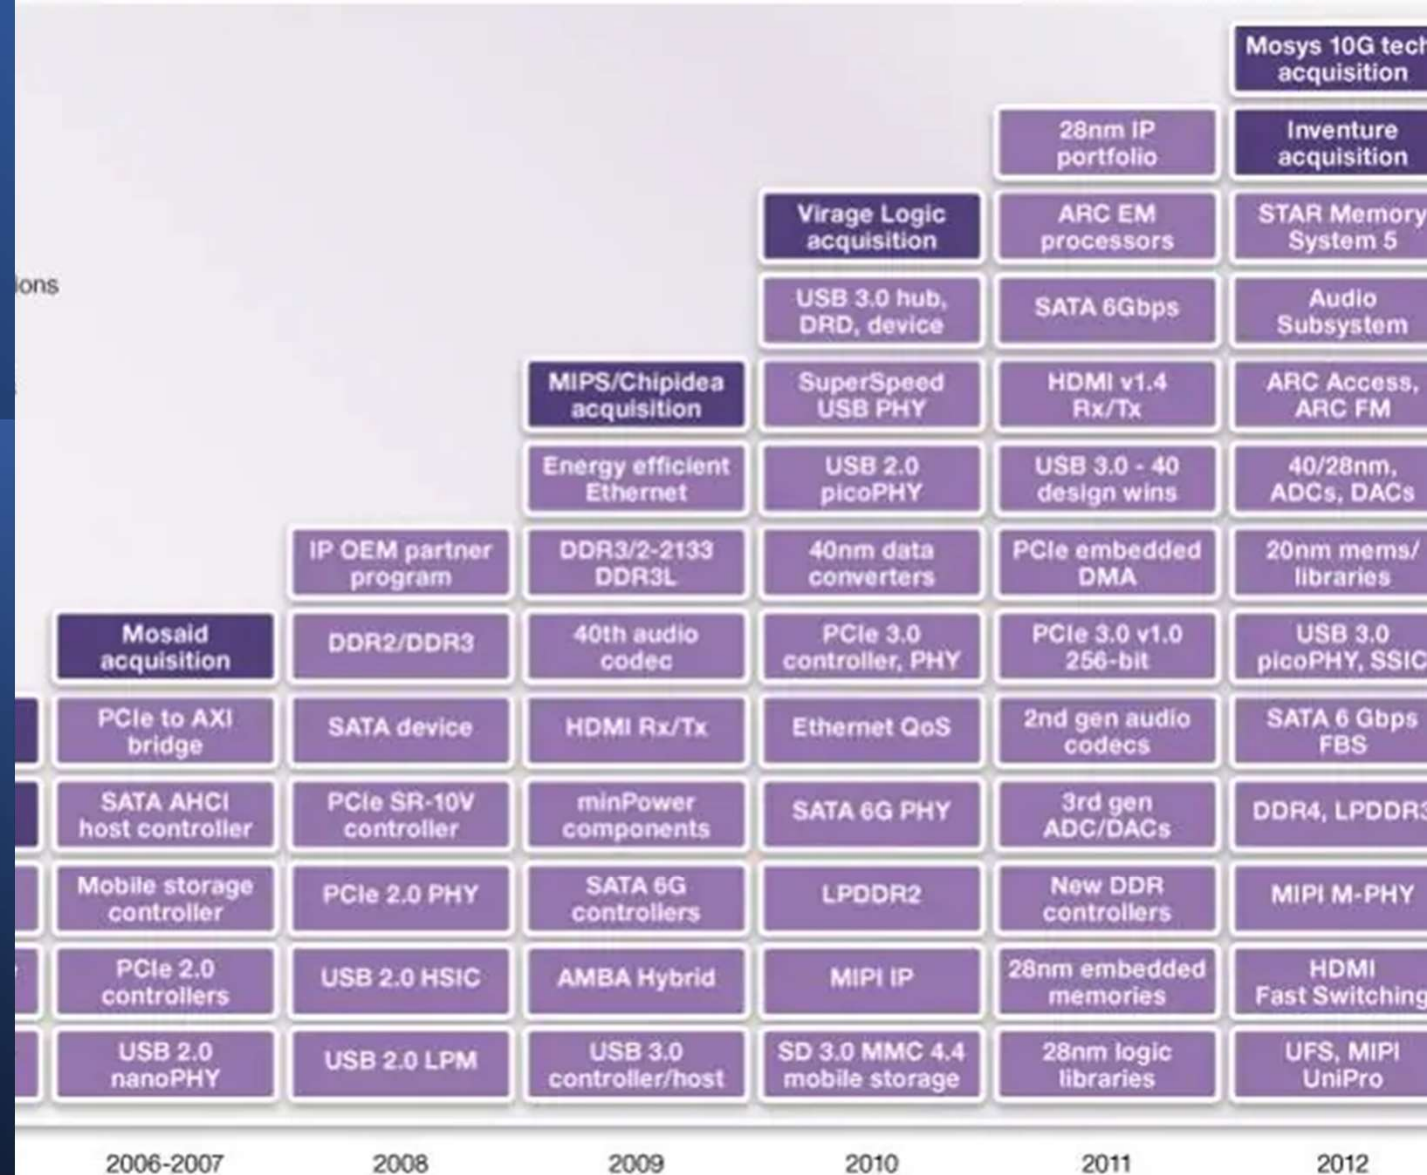 Mosys 10G tech
acquisition
28nm IP
portfolio
Inventure
acquisition
Virage Logic
acquisition
ARC EM
processors
STAR Memory
System 5
ions
USB 3.0 hub,
DRD, device
SATA 6Gbps
Audio
Subsystem
MIPS/Chipidea
acquisition
SuperSpeed
USB PHY
HDMI v1.4
Rx/Tx
ARC Access,
ARC FM
Energy efficient
Ethernet
USB 2.0
picoPHY
USB 3.0 - 40
design wins
40/28nm,
ADCs, DACs
IP OEM partner
program
DDR3/2-2133
DDR3L
40nm data
converters
PCIe embedded
DMA
20nm mems/
libraries
Mosaid
acquisition
DDR2/DDR3
40th audio
codec
PCIe 3.0
controller, PHY
PCIe 3.0 v1.0
256-bit
USB 3.0
picoPHY, SSIC
PCIe to AXI
bridge
SATA device
HDMI Rx/Tx
Ethernet QoS
2nd gen audio
codecs
SATA 6 Gbps
FBS
SATA AHCI
host controller
PCIe SR-10V
controller
minPower
components
SATA 6G PHY
3rd gen
ADC/DACs
DDR4, LPDDR3
Mobile storage
controller
PCIe 2.0 PHY
SATA 6G
controllers
LPDDR2
New DDR
controllers
MIPI M-PHY
PCIe 2.0
controllers
USB 2.0 HSIC
AMBA Hybrid
MIPI IP
28nm embedded
memories
HDMI
Fast Switching
USB 2.0
nanoPHY
USB 2.0 LPM
USB 3.0
controller/host
SD 3.0 MMC 4.4
mobile storage
28nm logic
libraries
UFS, MIPI
UniPro
2006-2007 2008 2009 2010 2011 2012